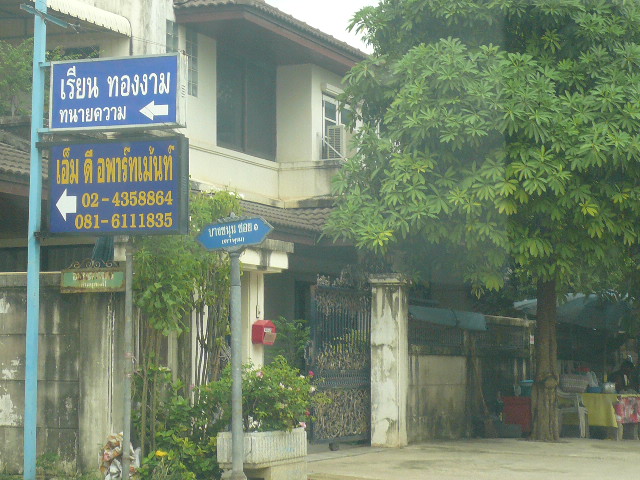 เรียน ทองงาม
ทนายความ
เอ็ม ดี อพาร์ทเม้นท์
02-4358864
081-6111835
บางขนุน ซอย ๑